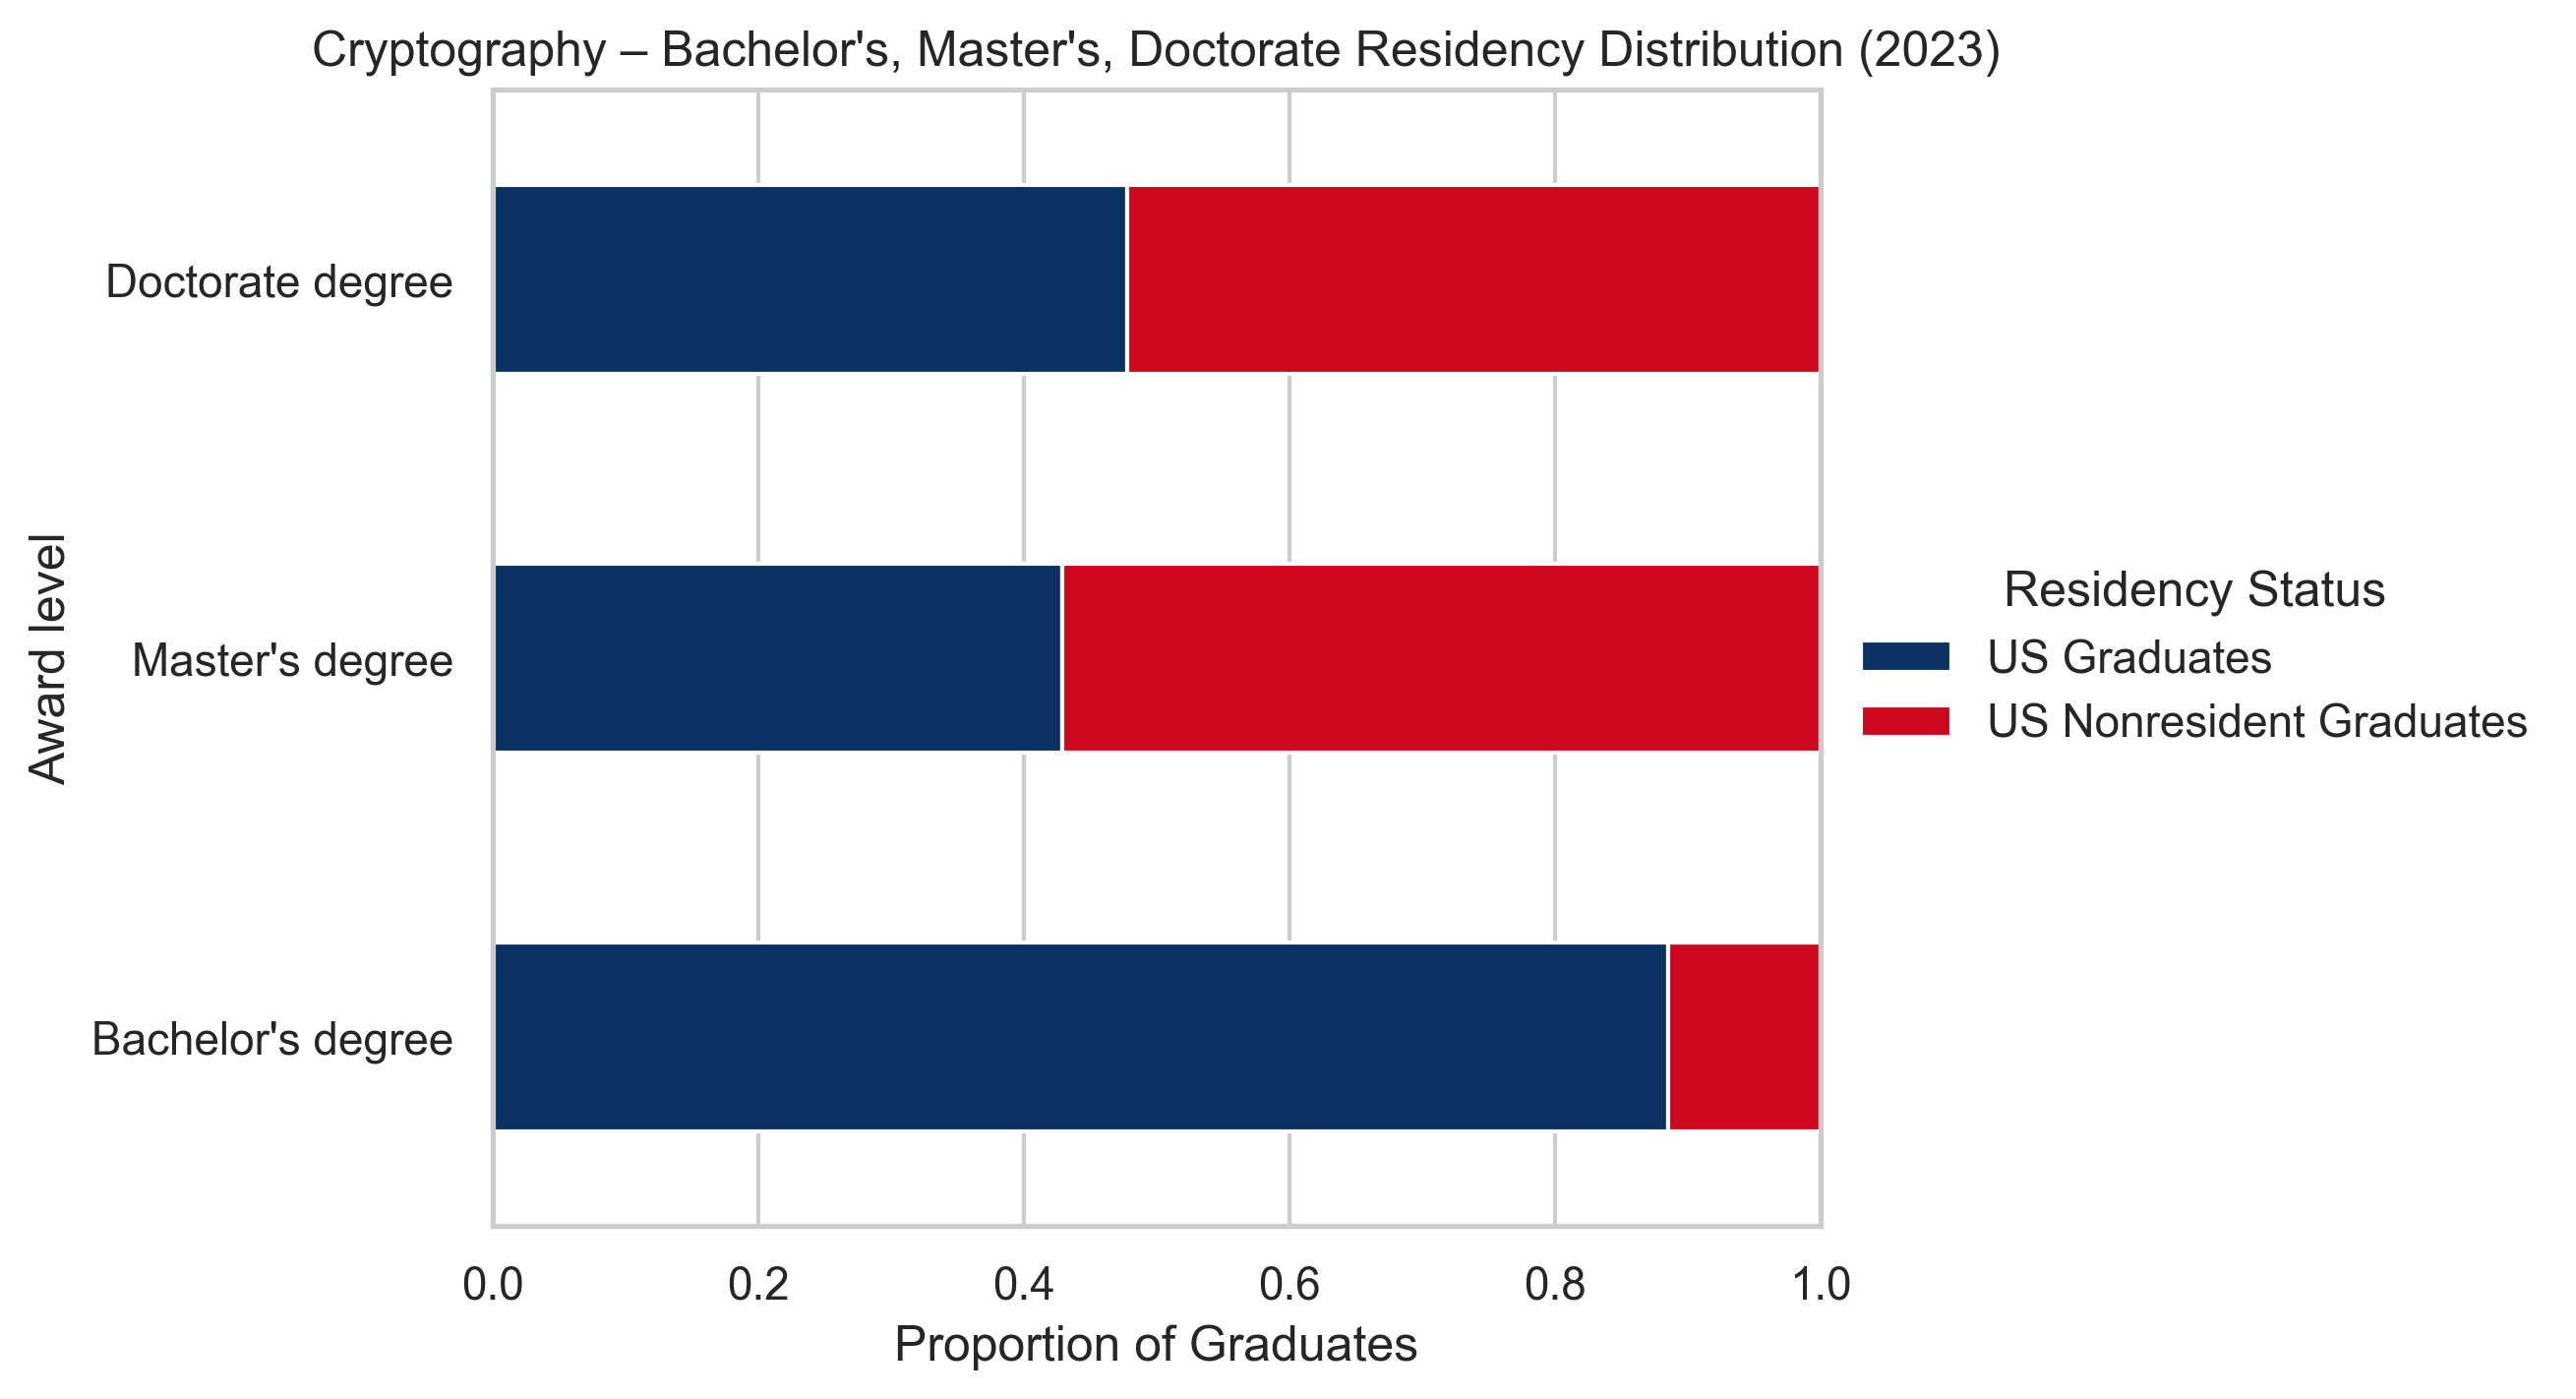 Cryptography – Bachelor's, Master's, Doctorate Residency Distribution (2023)
Award level
Doctorate degree
Master's degree
Bachelor's degree
0.0 0.2 0.4 0.6 0.8 1.0
Proportion of Graduates
Residency Status
US Graduates
US Nonresident Graduates